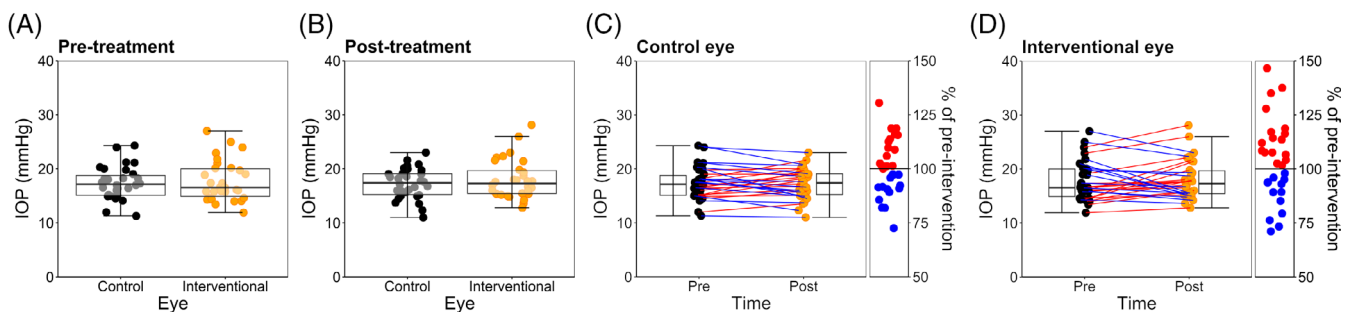 (A)
Pre-treatment
IOP (mmHg)
40
30
20
10
0
Control
Interventional
Eye
(B)
Post-treatment
IOP (mmHg)
40
30
20
10
0
Control
Interventional
Eye
(C)
Control eye
IOP (mmHg)
40
30
20
10
0
Pre
Post
Time
150
125
100
75
50
% of pre-intervention
(D)
Interventional eye
IOP (mmHg)
40
30
20
10
0
Pre
Post
Time
150
125
100
75
50
% of pre-intervention